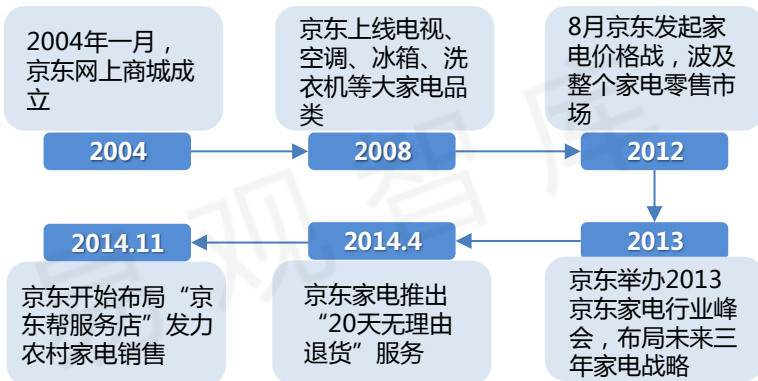 2004年一月，
京东网上商城成
立
京东上线电视、
空调、冰箱、洗
衣机等大家电品
类
8月京东发起家
电价格战，波及
整个家电零售市
场
2004
2008
2012
2014.11
2014.4
2013
京东开始布局“京
东帮服务店”发力
农村家电销售
京东家电推出
“20天无理由
退货”服务
京东举办2013
京东家电行业峰
会，布局未来三
年家电战略
易观智库